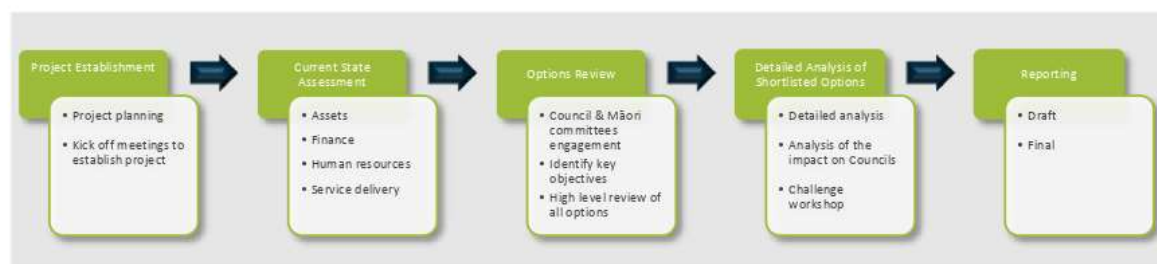 Project Establishment
• Project planning
• Kick off meetings to
establish project
Current State
Assessment
• Assets
• Finance
• Human resources
• Service delivery
Options Review
• Council & Māori
committees
engagement
• Identify key
objectives
• High level review of
all options
Detailed Analysis of
Shortlisted Options
• Detailed analysis
• Analysis of the
impact on Councils
• Challenge
workshop
Reporting
• Draft
• Final